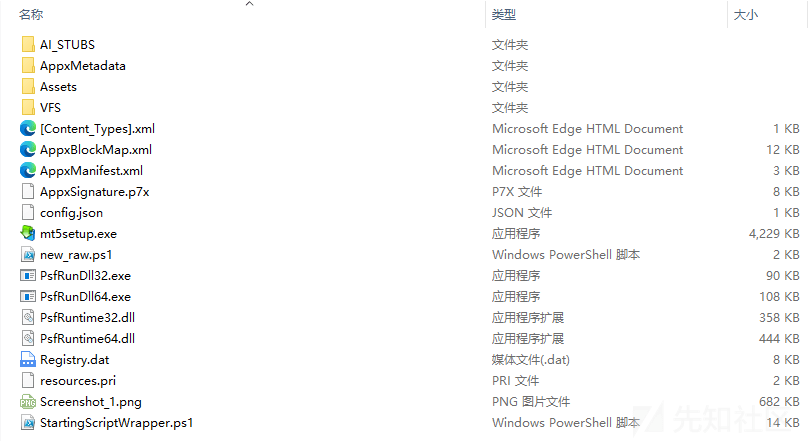 名称 类型 大小
AI_STUBS 文件夹
AppxMetadata 文件夹
Assets 文件夹
VFS 文件夹
[Content_Types].xml Microsoft Edge HTML Document 1 KB
AppxBlockMap.xml Microsoft Edge HTML Document 12 KB
AppxManifest.xml Microsoft Edge HTML Document 3 KB
AppxSignature.p7x P7X 文件 8 KB
config.json JSON 文件 1 KB
mt5setup.exe 应用程序 4,229 KB
new_raw.ps1 Windows PowerShell 脚本 2 KB
PsfRunDll32.exe 应用程序 90 KB
PsfRunDll64.exe 应用程序 108 KB
PsfRuntime32.dll 应用程序扩展 358 KB
PsfRuntime64.dll 应用程序扩展 444 KB
Registry.dat 媒体文件(.dat) 8 KB
resources.pri PRI 文件 2 KB
Screenshot_1.png PNG 图片文件 682 KB
StartingScriptWrapper.ps1 Windows PowerShell 脚本 14 KB
先知社区